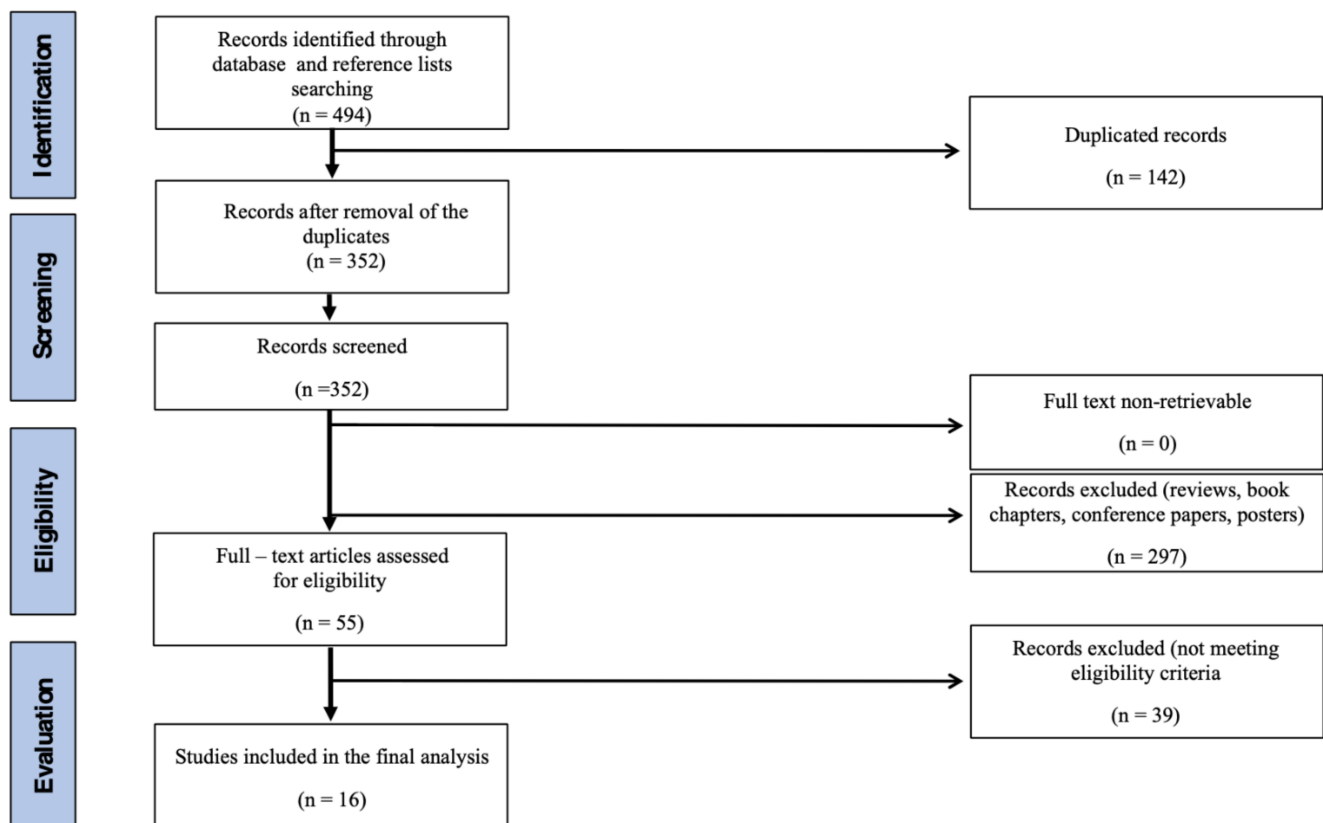 Identification
Records identified through
database and reference lists
searching
(n = 494)
Duplicated records
(n = 142)
Screening
Records after removal of the
duplicates
(n = 352)
Records screened
(n =352)
Full text non-retrievable
(n = 0)
Eligibility
Records excluded (reviews, book
chapters, conference papers, posters)
(n = 297)
Full – text articles assessed
for eligibility
(n = 55)
Evaluation
Records excluded (not meeting
eligibility criteria
(n = 39)
Studies included in the final analysis
(n = 16)